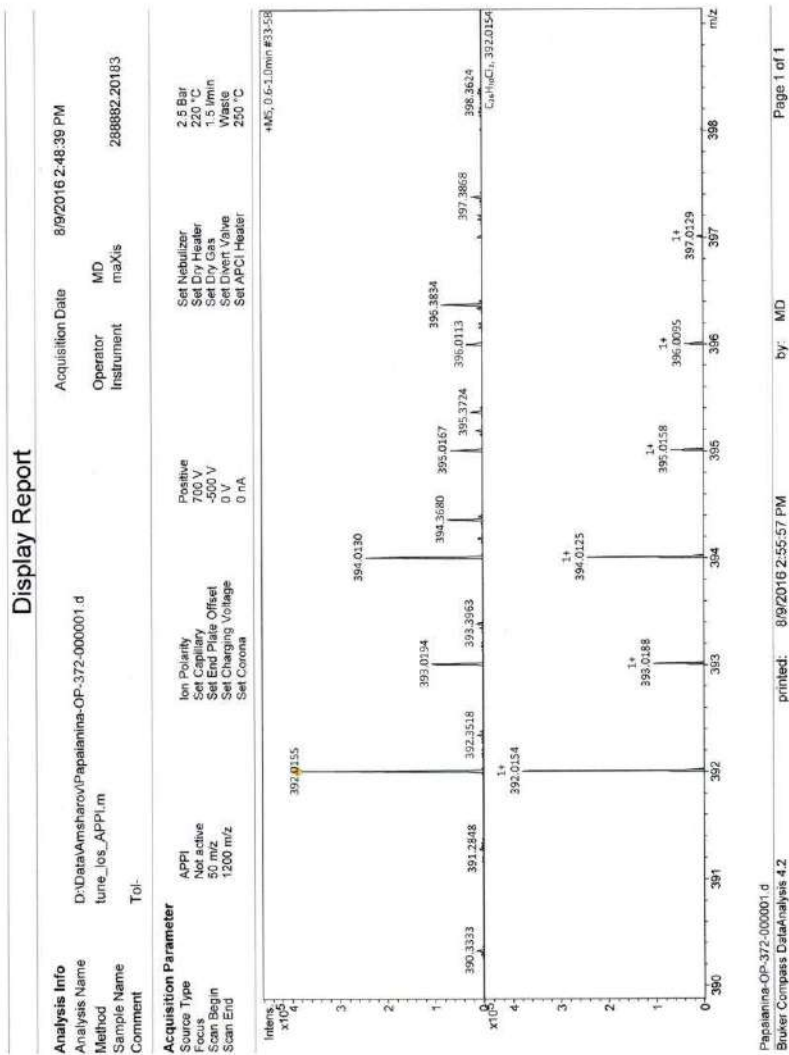 Display Report
Analysis Info
Acquisition Date 8/9/2016 2:48:39 PM
Analysis Name D:\Data\Amsharov\Papaianina-OP-372-000001.d
Method tune_los_APPI.m
Operator MD
Sample Name
Instrument maXis 288882.20183
Comment Tol-
Acquisition Parameter
Source Type APPI Ion Polarity Positive Set Nebulizer 2.5 Bar
Focus Not active Set Capillary 700 V Set Dry Heater 220 °C
Scan Begin 50 m/z Set End Plate Offset -500 V Set Dry Gas 1.5 l/min
Scan End 1200 m/z Set Charging Voltage 0 V Set Divert Valve Waste
Set Corona 0 nA Set APCI Heater 250 °C
Intens.
x10⁵
+MS, 0.6-1.0min #33-58
4
3
2
1
0
390.3333
391.2848
392.0155
392.3518
393.0194
393.3963
394.0130
394.3680
395.0167
395.3724
396.0113
396.3834
397.3868
398.3624
x10⁵
C₂₆H₁₀Cl₂, 392.0154
4
3
2
1
0
1+
392.0154
1+
393.0188
1+
394.0125
1+
395.0158
1+
396.0095
1+
397.0129
390 391 392 393 394 395 396 397 398 m/z
Papaianina-OP-372-000001.d
Bruker Compass DataAnalysis 4.2 printed: 8/9/2016 2:55:57 PM by: MD Page 1 of 1